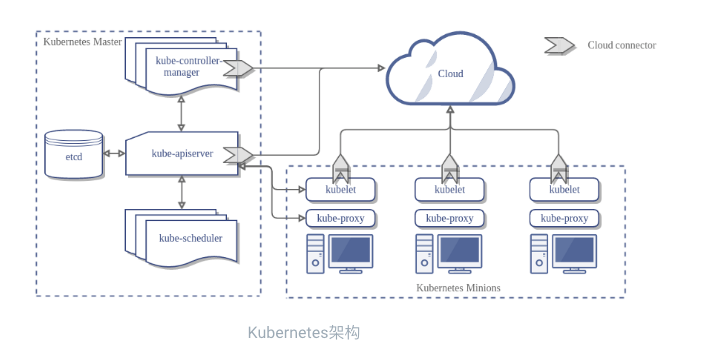 Kubernetes Master
kube-controller-
manager
Cloud connector
Cloud
etcd
kube-apiserver
kubelet
kubelet
kubelet
kube-proxy
kube-proxy
kube-proxy
kube-scheduler
Kubernetes Minions
Kubernetes架构